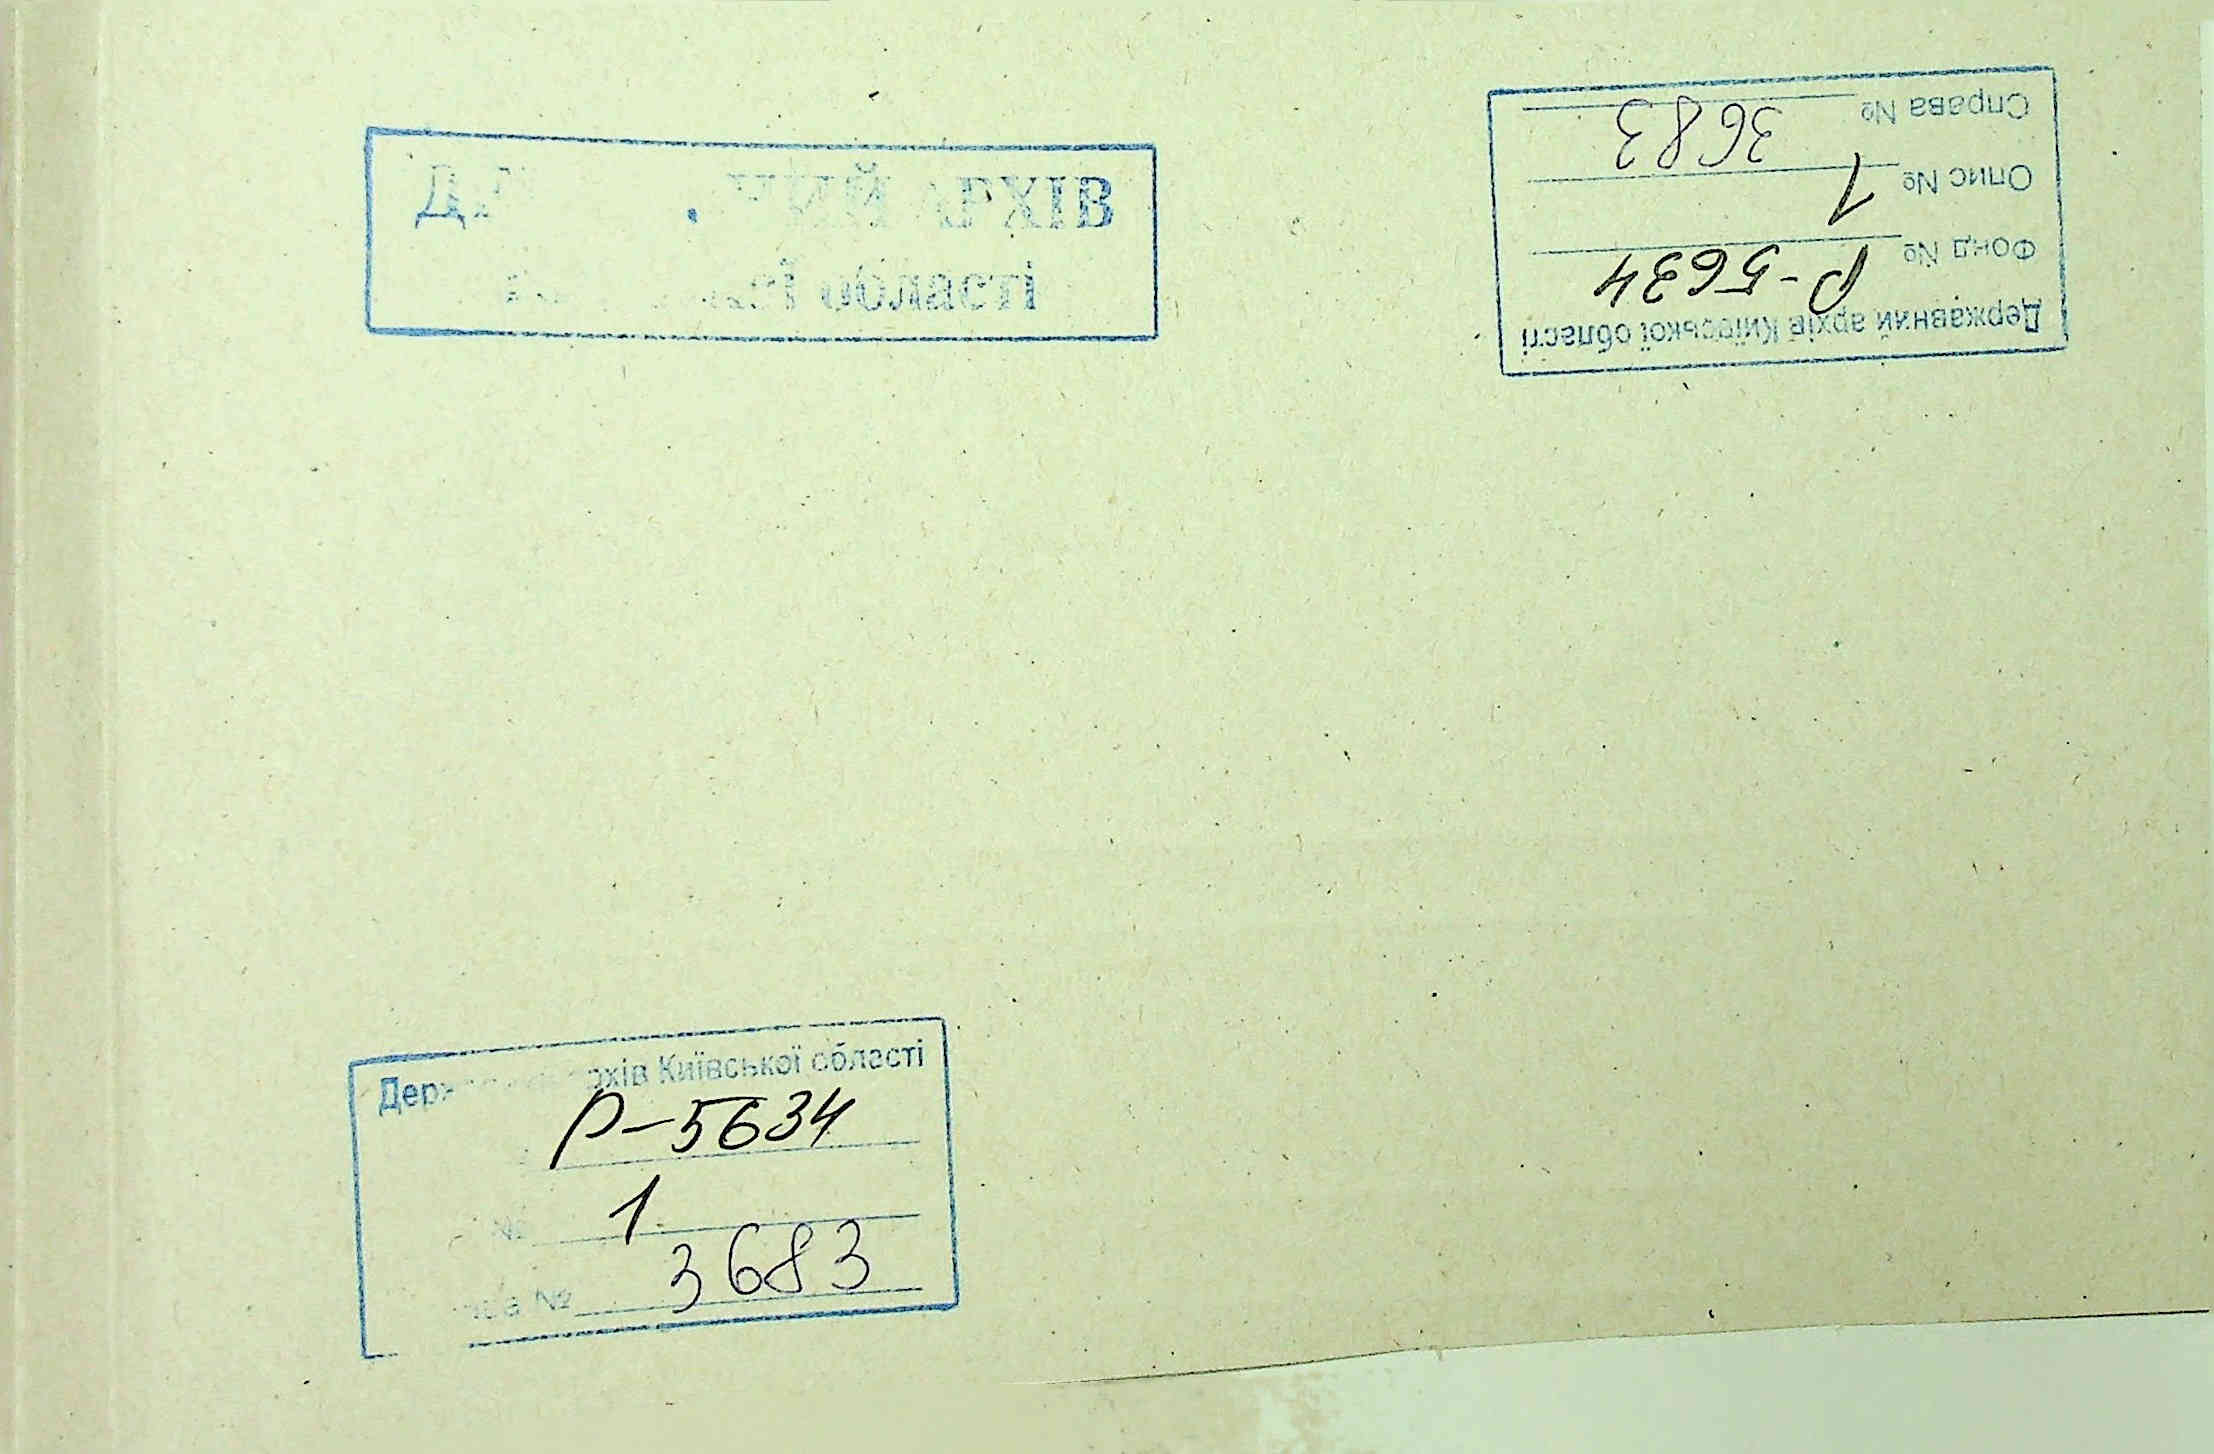 АРХІВ
області
Державний архів Київської області
Фонд № Р-5634
Опис № 1
Справа № 3683
архів Київської області
Р-5634
№ 1
№ 3683